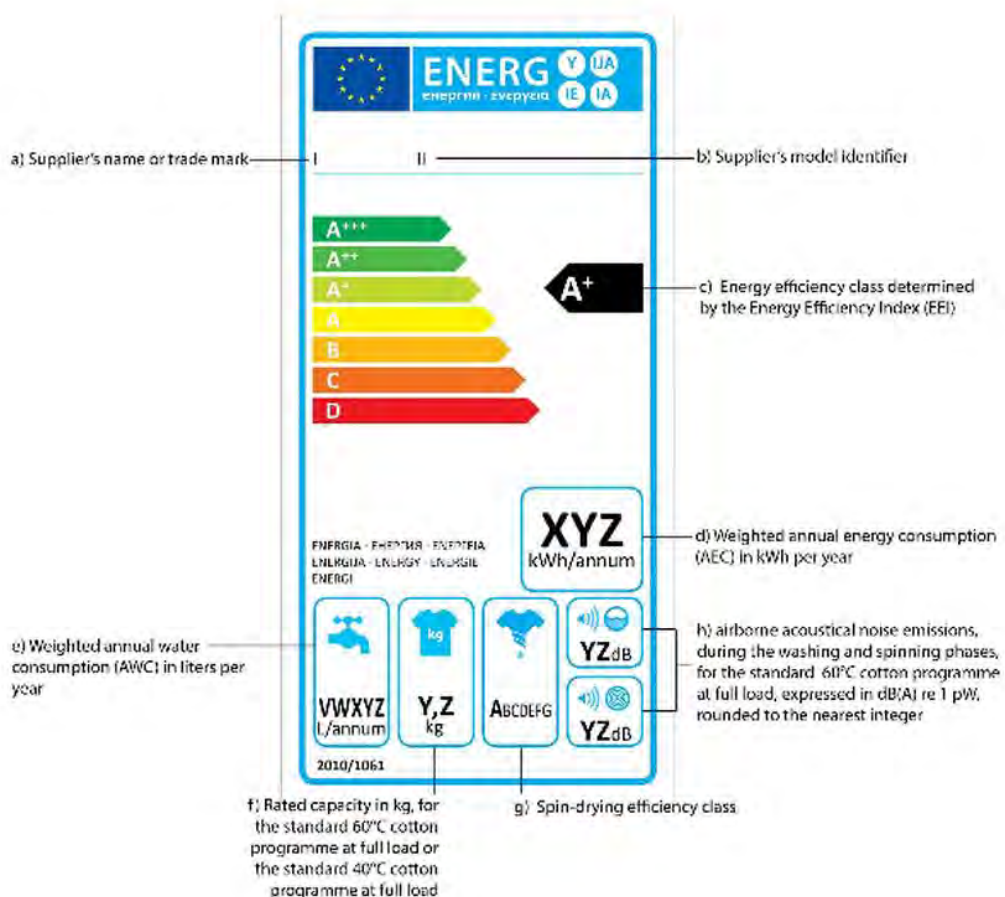 ENERG Y IJA
енергия · ενεργεια IE IA
a) Supplier's name or trade mark
I II
b) Supplier's model identifier
A+++
A++
A+
A
B
C
D
A+
c) Energy efficiency class determined
by the Energy Efficiency Index (EEI)
XYZ
kWh/annum
d) Weighted annual energy consumption
(AEC) in kWh per year
ENERGIA · ЕНЕРГИЯ · ΕΝΕΡΓΕΙΑ
ENERGIJA · ENERGY · ENERGIE
ENERGI
e) Weighted annual water
consumption (AWC) in liters per
year
VWXYZ
L/annum
kg
Y,Z
kg
ABCDEFG
YZdB
YZdB
h) airborne acoustical noise emissions,
during the washing and spinning phases,
for the standard 60°C cotton programme
at full load, expressed in dB(A) re 1 pW,
rounded to the nearest integer
2010/1061
f) Rated capacity in kg, for
the standard 60°C cotton
programme at full load or
the standard 40°C cotton
programme at full load
g) Spin-drying efficiency class